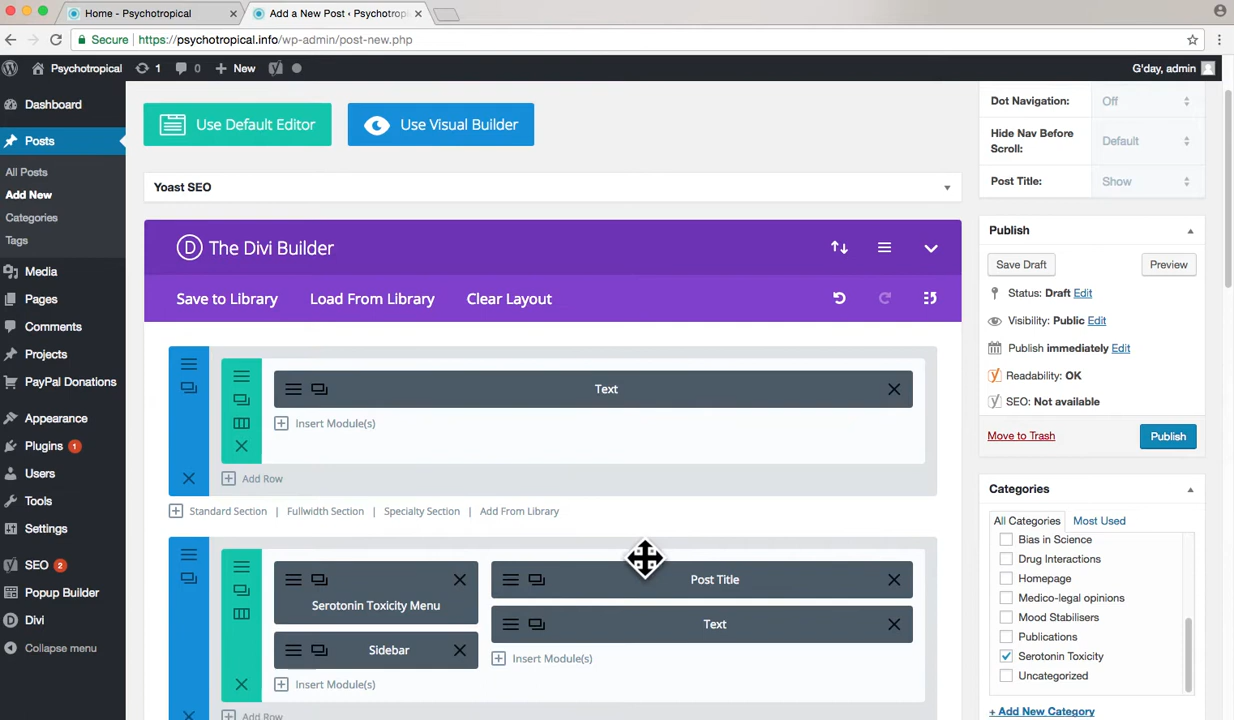 Home - Psychotropical
Add a New Post ‹ Psychotropic
Secure
https://psychotropical.info/wp-admin/post-new.php
Psychotropical
1
0
New
G'day, admin
Dashboard
Posts
All Posts
Add New
Categories
Tags
Media
Pages
Comments
Projects
PayPal Donations
Appearance
Plugins 1
Users
Tools
Settings
SEO 2
Popup Builder
Divi
Collapse menu
Use Default Editor
Use Visual Builder
Yoast SEO
D The Divi Builder
Save to Library
Load From Library
Clear Layout
Text
Insert Module(s)
Add Row
Standard Section | Fullwidth Section | Specialty Section | Add From Library
Serotonin Toxicity Menu
Sidebar
Insert Module(s)
Post Title
Text
Insert Module(s)
Add Row
Dot Navigation: Off
Hide Nav Before
Scroll:
Default
Post Title: Show
Publish
Save Draft
Preview
Status: Draft Edit
Visibility: Public Edit
Publish immediately Edit
Readability: OK
SEO: Not available
Move to Trash
Publish
Categories
All Categories
Most Used
Bias in Science
Drug Interactions
Homepage
Medico-legal opinions
Mood Stabilisers
Publications
Serotonin Toxicity
Uncategorized
+ Add New Category